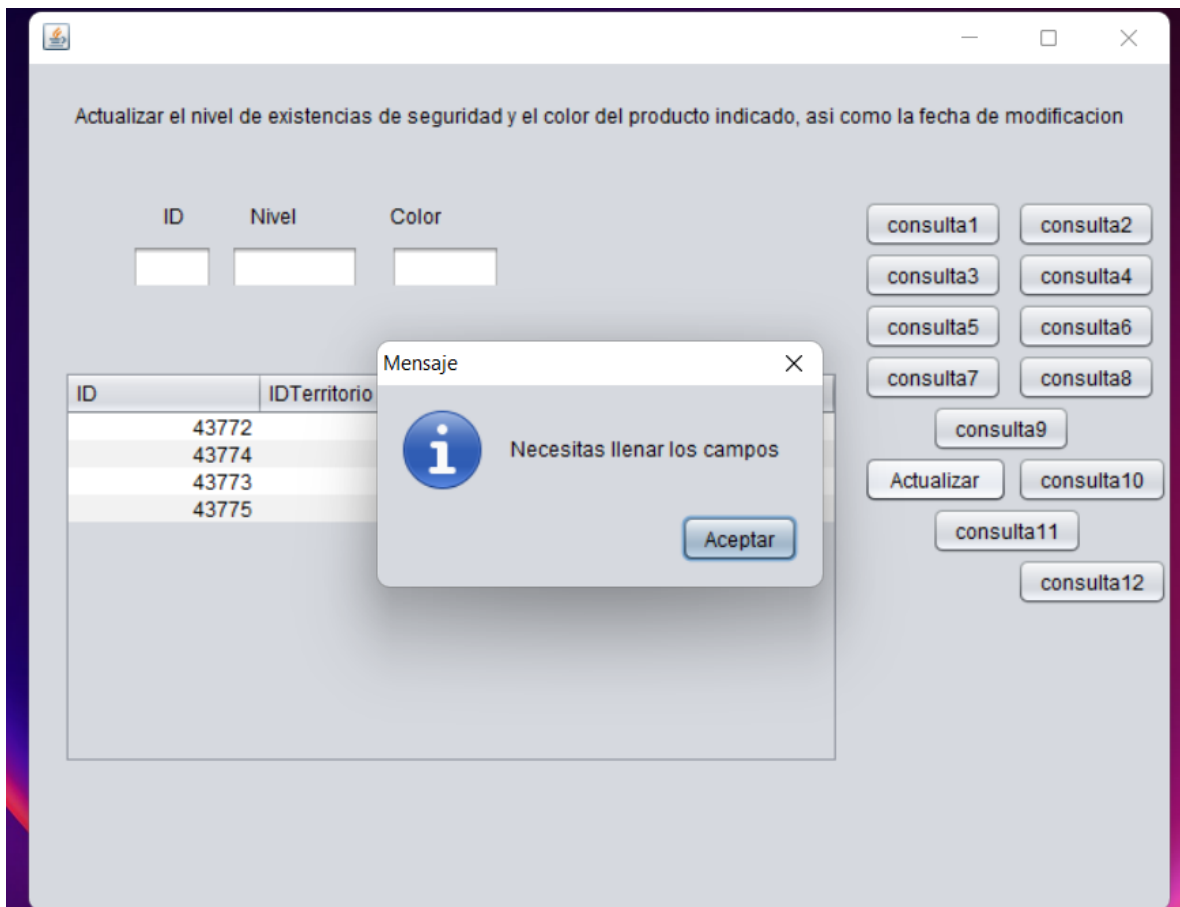 Actualizar el nivel de existencias de seguridad y el color del producto indicado, asi como la fecha de modificacion
ID Nivel Color
consulta1 consulta2
consulta3 consulta4
consulta5 consulta6
Mensaje
consulta7 consulta8
ID IDTerritorio
43772
43774
43773
43775
Necesitas llenar los campos
Aceptar
consulta9
Actualizar consulta10
consulta11
consulta12